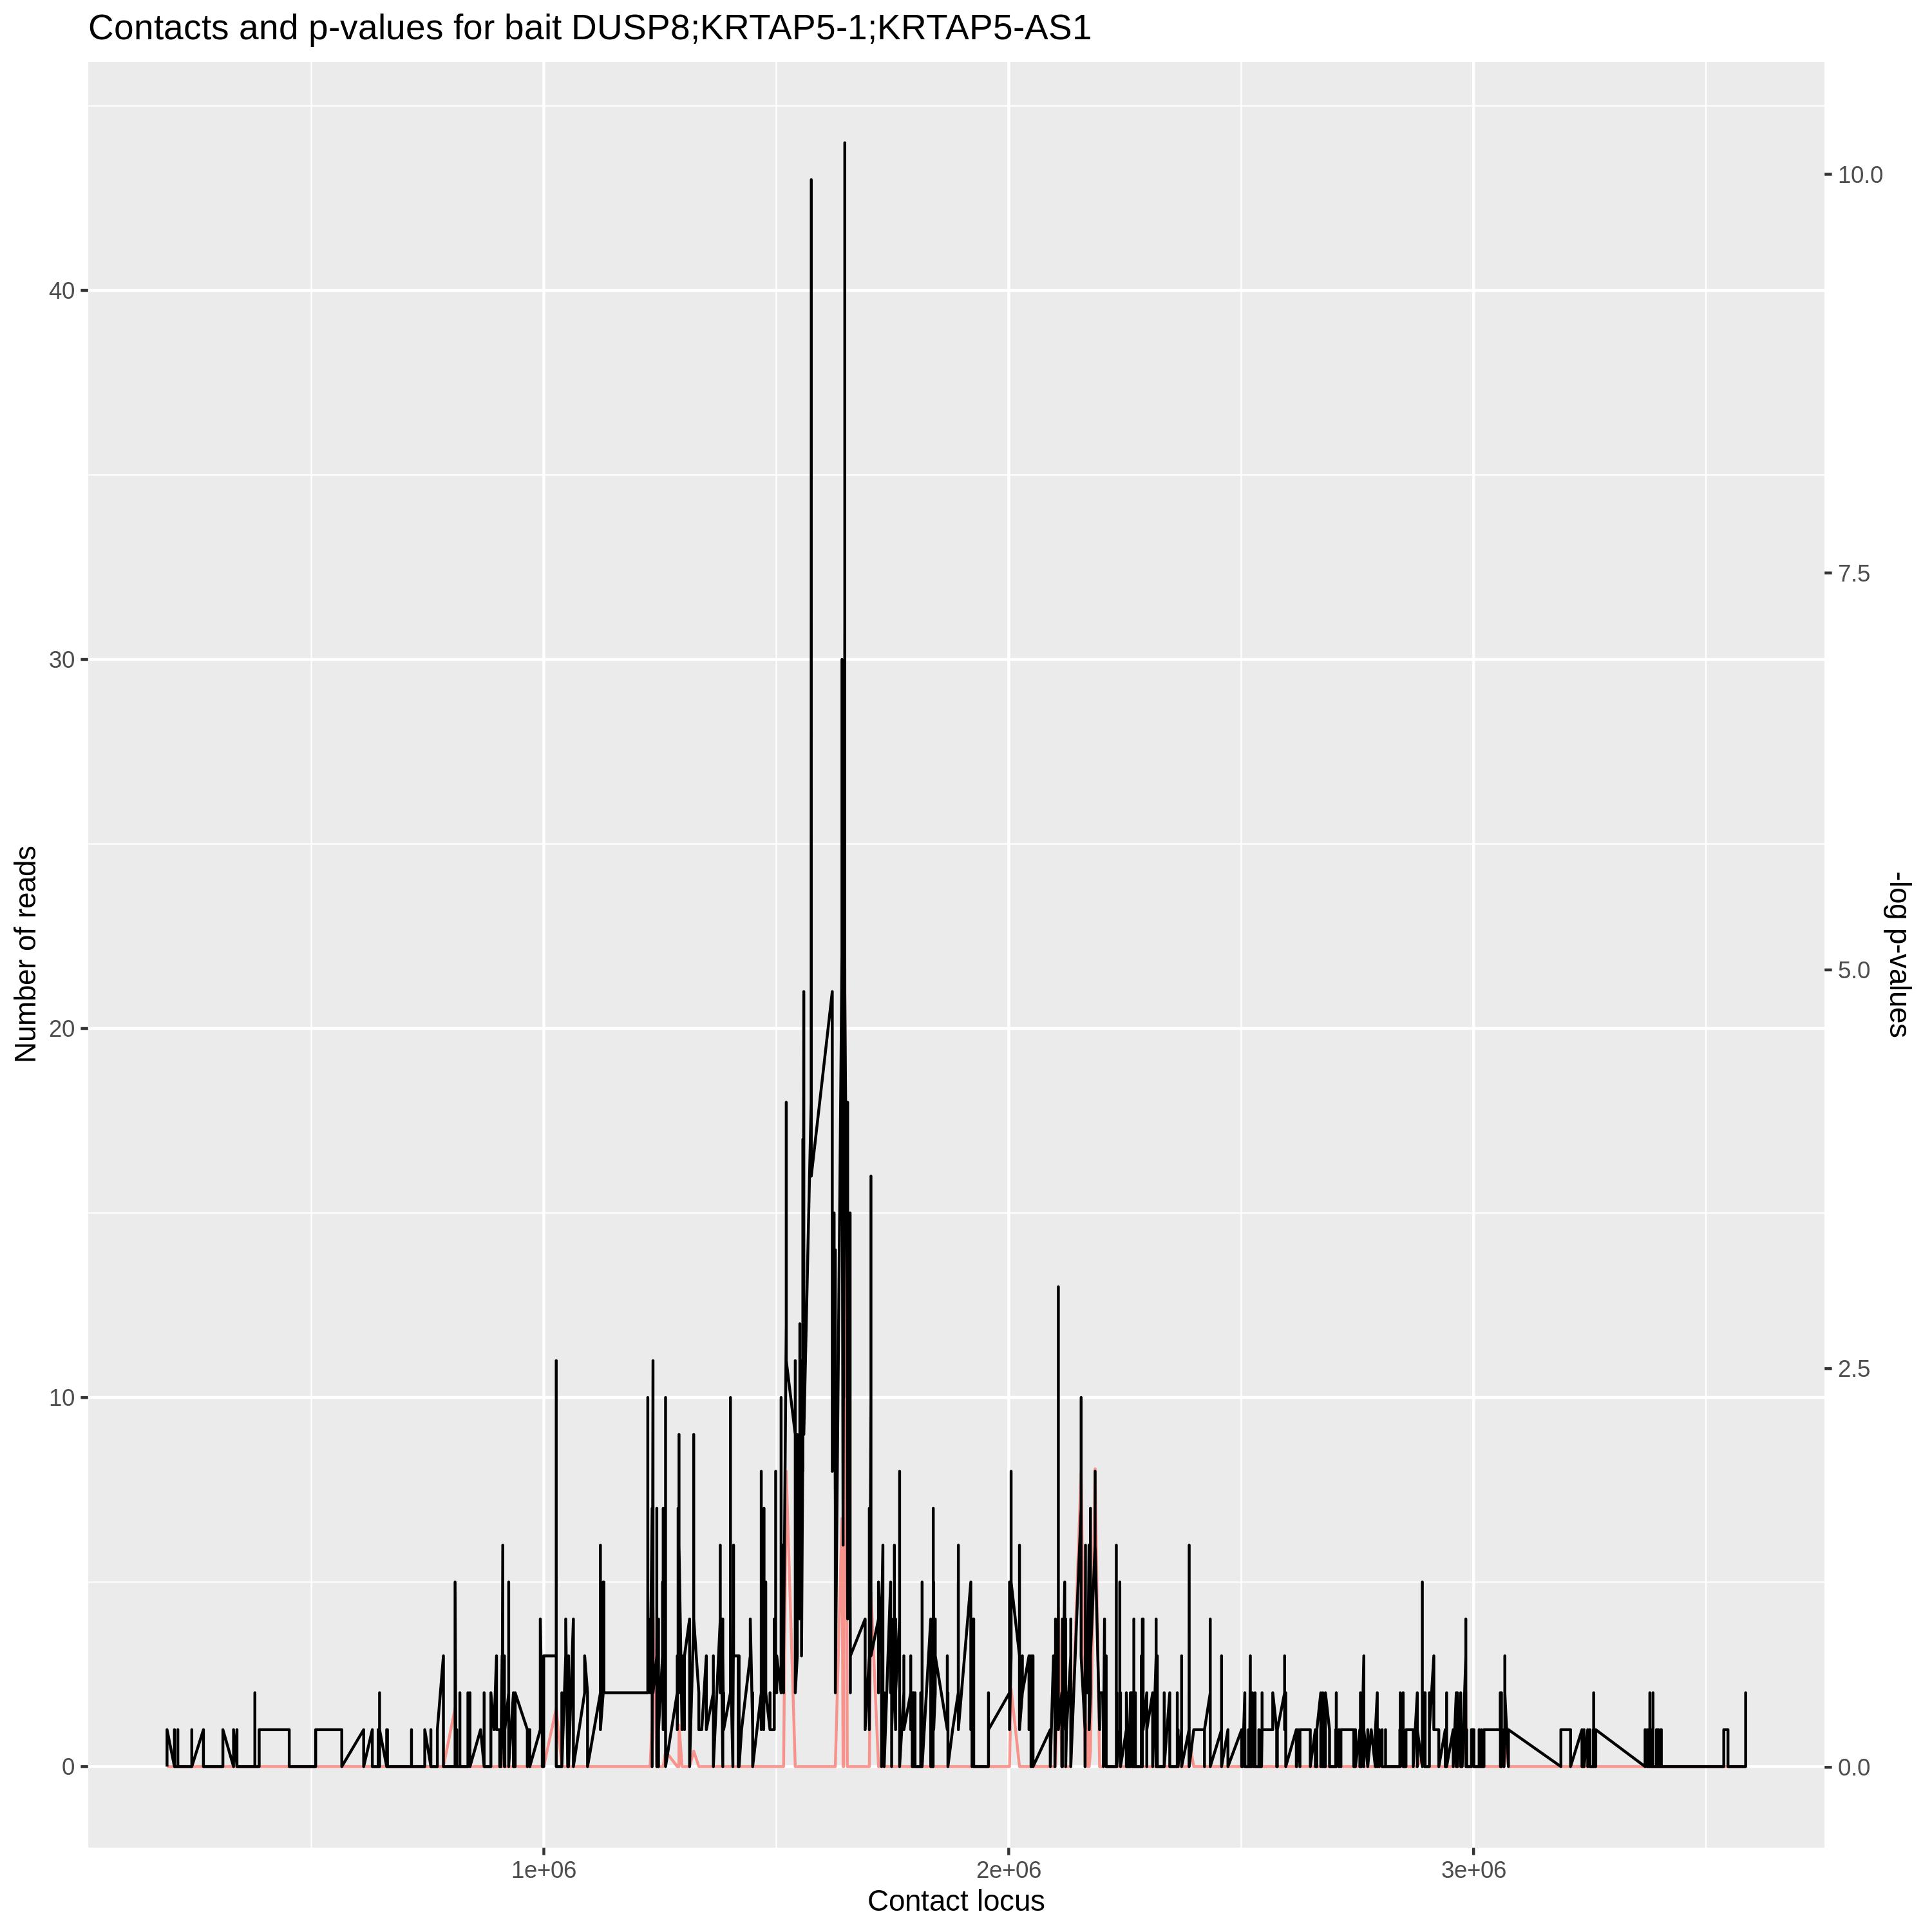 Contacts and p-values for bait DUSP8;KRTAP5-1;KRTAP5-AS1
Number of reads
40
30
20
10
0
10.0
7.5
5.0
2.5
0.0
-log p-values
1e+06
2e+06
3e+06
Contact locus